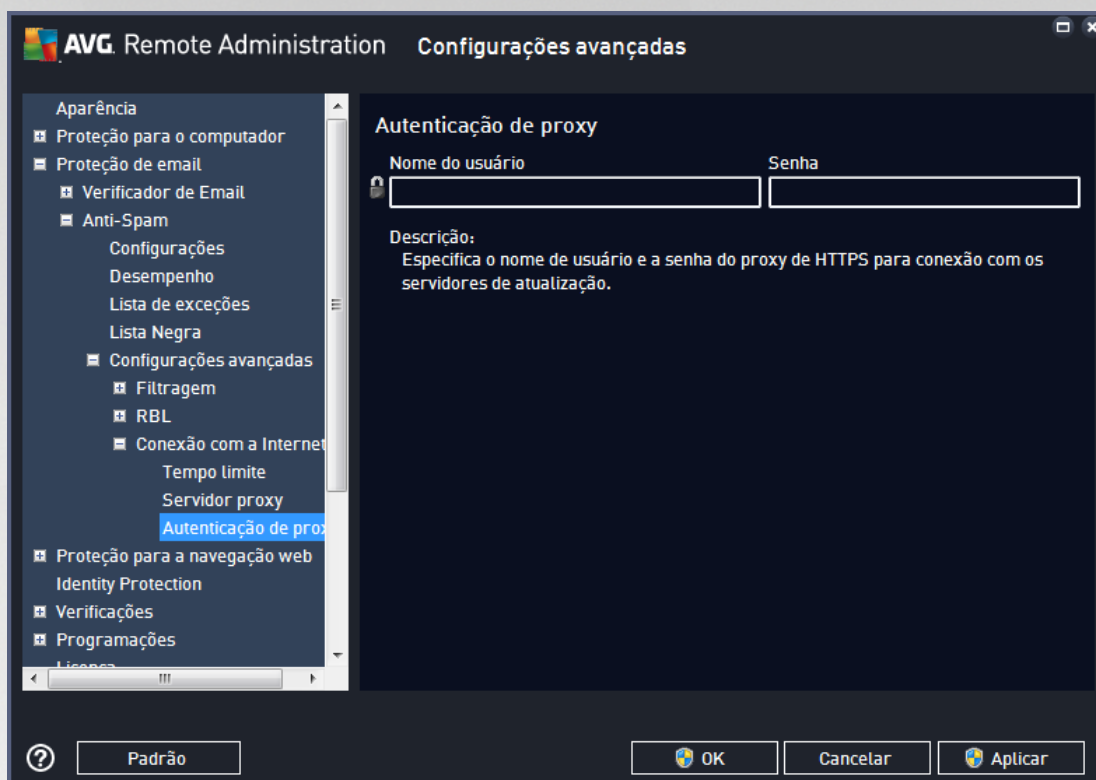 AVG. Remote Administration Configurações avançadas
Aparência
Proteção para o computador
Proteção de email
Verificador de Email
Anti-Spam
Configurações
Desempenho
Lista de exceções
Lista Negra
Configurações avançadas
Filtragem
RBL
Conexão com a Internet
Tempo limite
Servidor proxy
Autenticação de prox
Proteção para a navegação web
Identity Protection
Verificações
Programações
Licença
Autenticação de proxy
Nome do usuário Senha
Descrição:
Especifica o nome de usuário e a senha do proxy de HTTPS para conexão com os
servidores de atualização.
Padrão OK Cancelar Aplicar